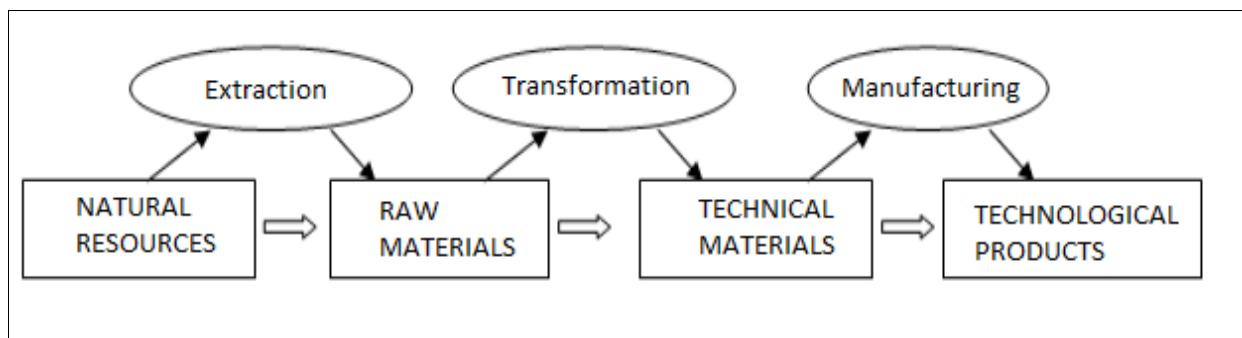 Extraction
Transformation
Manufacturing
NATURAL
RESOURCES
RAW
MATERIALS
TECHNICAL
MATERIALS
TECHNOLOGICAL
PRODUCTS